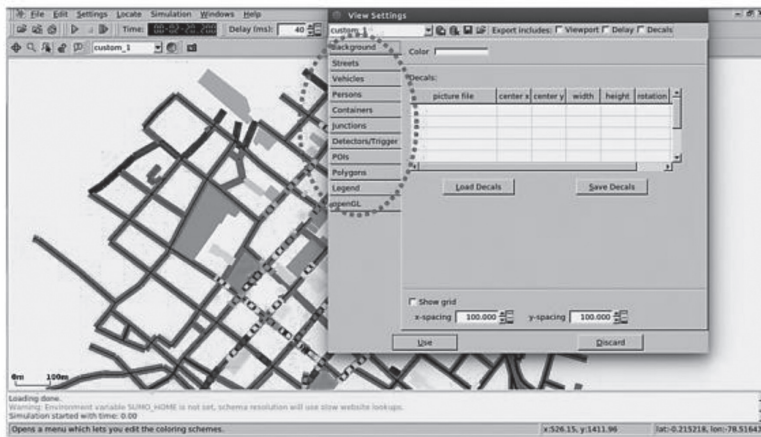 File Edit Settings Locate Simulation Windows Help
Time: Delay (ms): 40
custom_1
View Settings
custom_1 Export includes: Viewport Delay Decals
Background
Streets
Vehicles
Persons
Containers
Junctions
Detectors/Trigger
POIs
Polygons
Legend
openGL
Color
Decals:
picture file center x center y width height rotation
Load Decals Save Decals
Show grid
x-spacing 100.000 y-spacing 100.000
Use Discard
0m 100m
Loading done.
Warning: Environment variable SUMO_HOME is not set, schema resolution will use slow website lookups.
Simulation started with time: 0.00
Opens a menu which lets you edit the coloring schemes. x:526.15, y:1411.96 lat:-0.215218, lon:-78.51643